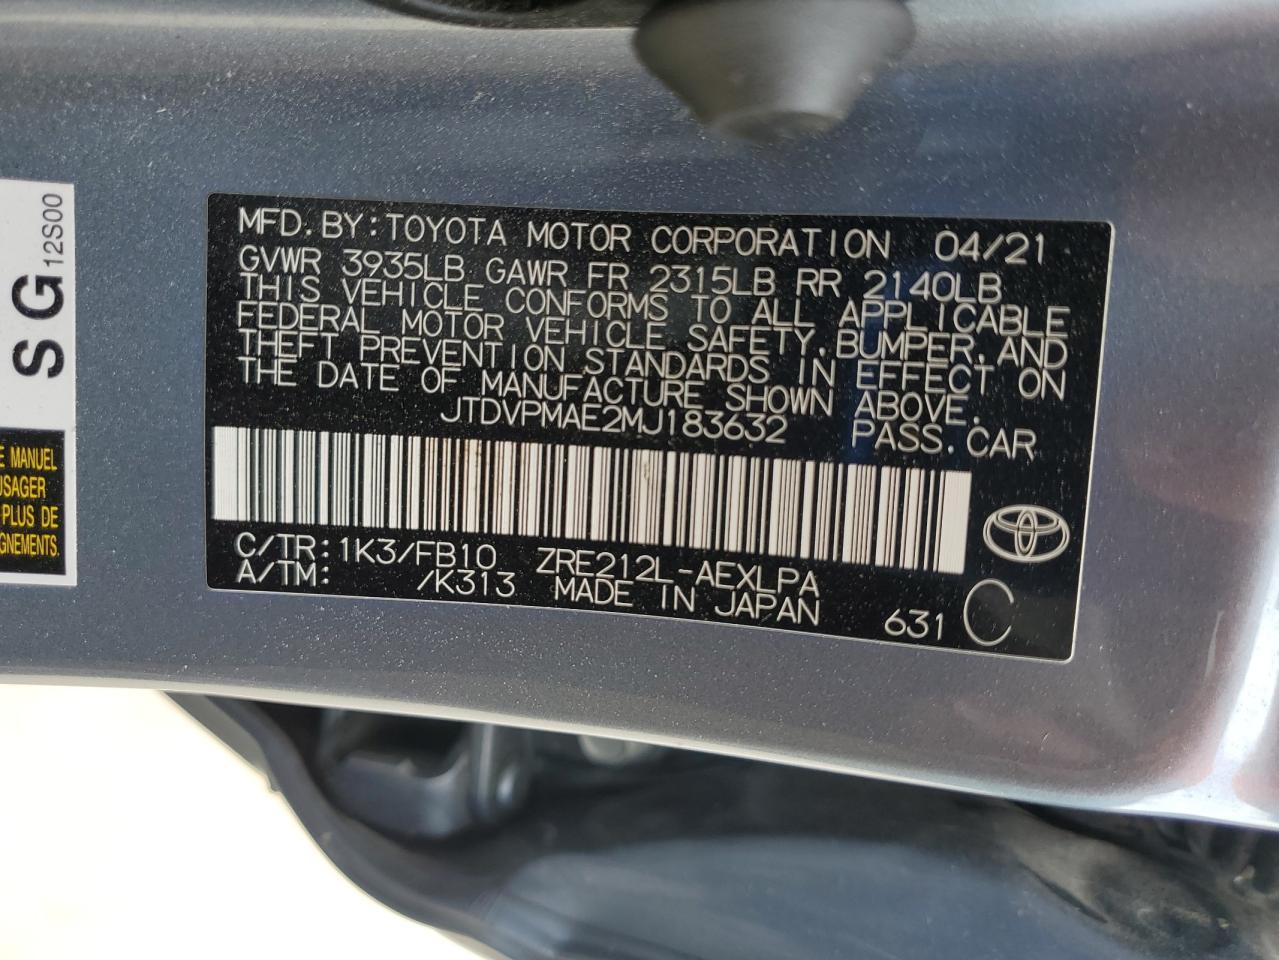 MFD. BY: TOYOTA MOTOR CORPORATION 04/21
GVWR 3935LB GAWR FR 2315LB RR 2140LB
THIS VEHICLE CONFORMS TO ALL APPLICABLE
FEDERAL MOTOR VEHICLE SAFETY, BUMPER, AND
THEFT PREVENTION STANDARDS IN EFFECT ON
THE DATE OF MANUFACTURE SHOWN ABOVE.
JTDVPMAE2MJ183632 PASS. CAR
C/TR: 1K3/FB10 ZRE212L-AEXLPA
A/TM: /K313 MADE IN JAPAN 631 C
SG 12S00
E MANUEL
USAGER
PLUS DE
GNEMENTS.